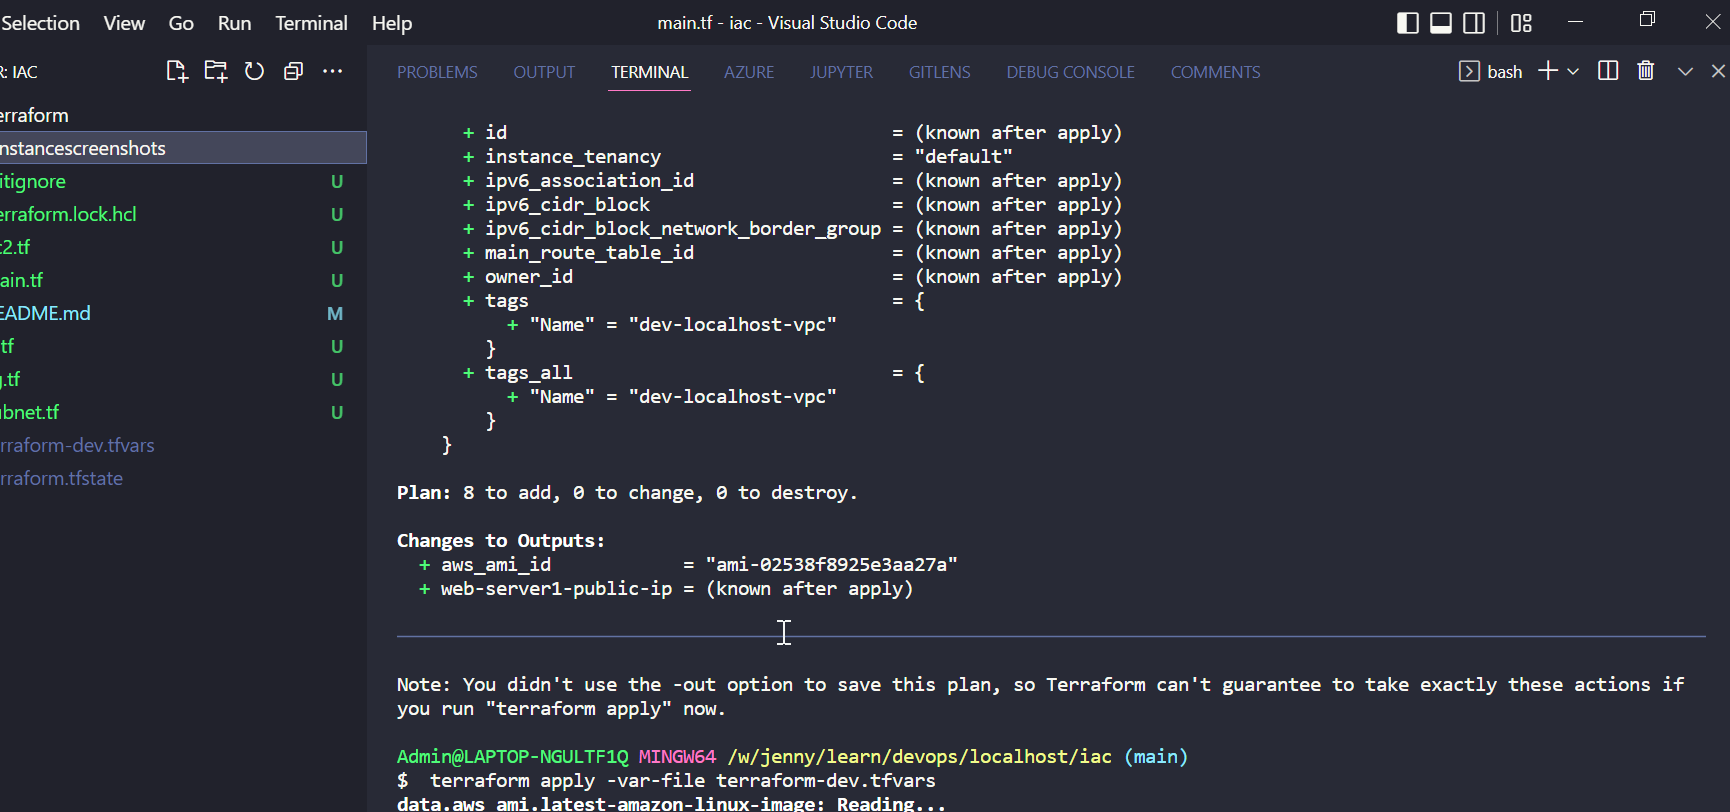 Selection View Go Run Terminal Help main.tf - iac - Visual Studio Code
R: IAC
PROBLEMS OUTPUT TERMINAL AZURE JUPYTER GITLENS DEBUG CONSOLE COMMENTS bash
erraform
nstancescreenshots
itignore U
erraform.lock.hcl U
2.tf U
ain.tf U
EADME.md M
tf U
.tf U
bnet.tf U
rraform-dev.tfvars
rraform.tfstate
+ id = (known after apply)
+ instance_tenancy = "default"
+ ipv6_association_id = (known after apply)
+ ipv6_cidr_block = (known after apply)
+ ipv6_cidr_block_network_border_group = (known after apply)
+ main_route_table_id = (known after apply)
+ owner_id = (known after apply)
+ tags = {
+ "Name" = "dev-localhost-vpc"
}
+ tags_all = {
+ "Name" = "dev-localhost-vpc"
}
}
Plan: 8 to add, 0 to change, 0 to destroy.
Changes to Outputs:
+ aws_ami_id = "ami-02538f8925e3aa27a"
+ web-server1-public-ip = (known after apply)
Note: You didn't use the -out option to save this plan, so Terraform can't guarantee to take exactly these actions if
you run "terraform apply" now.
Admin@LAPTOP-NGULTF1Q MINGW64 /w/jenny/learn/devops/localhost/iac (main)
$ terraform apply -var-file terraform-dev.tfvars
data.aws_ami.latest-amazon-linux-image: Reading...